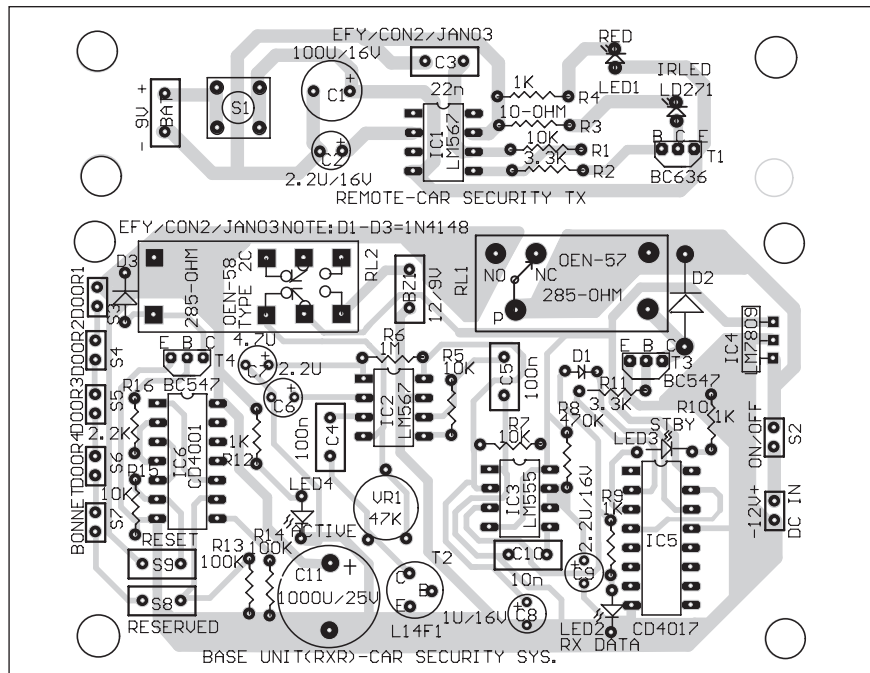 EFY/CON2/JAN03
RED
100U/16V
C3
LED1
IRLED
22n
1K
R4
LD271
- 9V +
BAT
S1
C1
10-OHM
R3
IC1
LM567
10K
R1
B C E
T1
C2
3.3K
R2
BC636
2.2U/16V
REMOTE-CAR SECURITY TX
EFY/CON2/JAN03 NOTE:D1-D3=1N4148
D3
285-OHM
OEN-58
TYPE 2C
RL2
BZ1
12/9V
RL1
NO
NC
P
OEN-57
285-OHM
D2
DOOR1
S3
DOOR2
S4
DOOR3
S5
DOOR4
S6
BONNET
S7
E B C
T4
BC547
4.7U
C7
2.2U
C6
R6
1M
R5
10K
C5
100n
D1
E B C
T3
BC547
IC4
LM7809
R16
2.2K
R15
10K
IC6
CD4001
1K
R12
100n
C4
IC2
LM567
R7
10K
R8
470K
R11
3.3K
R10
1K
STBY
LED3
ON/OFF
S2
-12V+
DC IN
LED4
ACTIVE
VR1
47K
IC3
LM555
2.2U/16V
R9
1K
IC5
RESET
S9
S8
RESERVED
R13
100K
R14
100K
C11
+
1000U/25V
T2
C
B
E
L14F1
C10
10n
C9
1U/16V
C8
LED2
RX DATA
CD4017
BASE UNIT(RXR)-CAR SECURITY SYS.